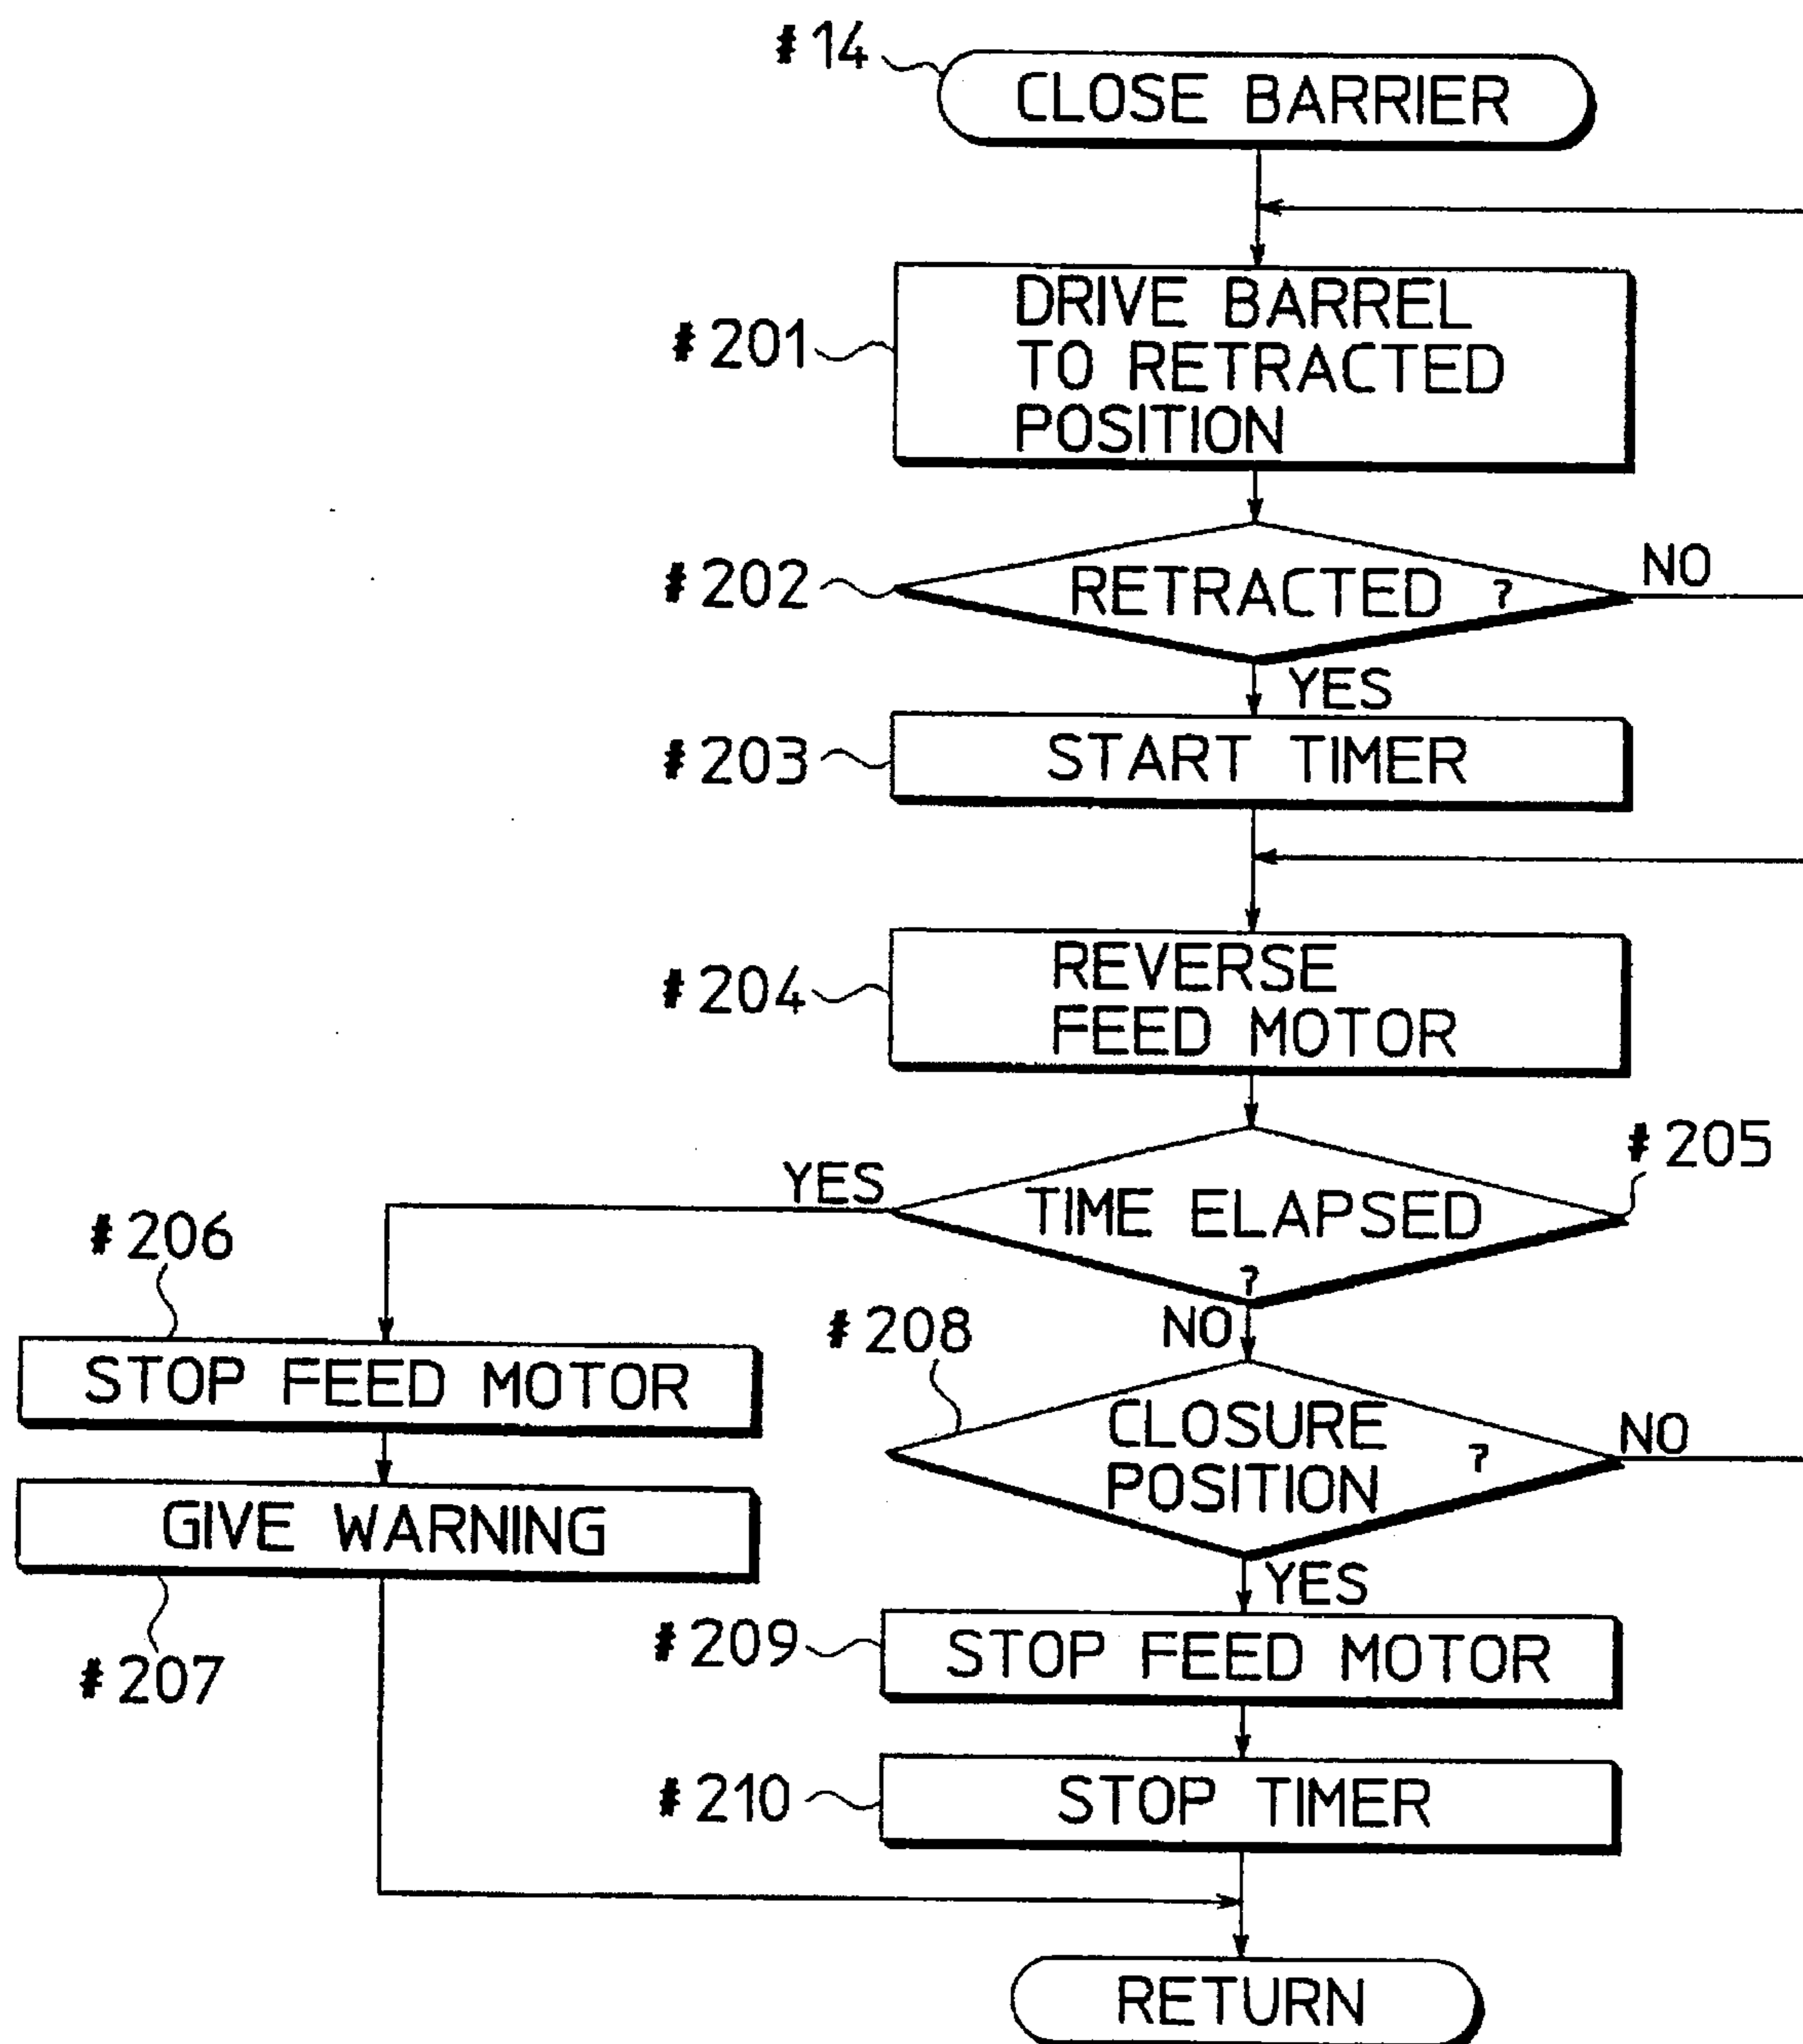 #14
CLOSE BARRIER
#201
DRIVE BARREL
TO RETRACTED
POSITION
#202
RETRACTED ?
NO
YES
#203
START TIMER
#204
REVERSE
FEED MOTOR
#205
YES
TIME ELAPSED
?
NO
#206
STOP FEED MOTOR
#207
GIVE WARNING
#208
CLOSURE
POSITION ?
NO
YES
#209
STOP FEED MOTOR
#210
STOP TIMER
RETURN